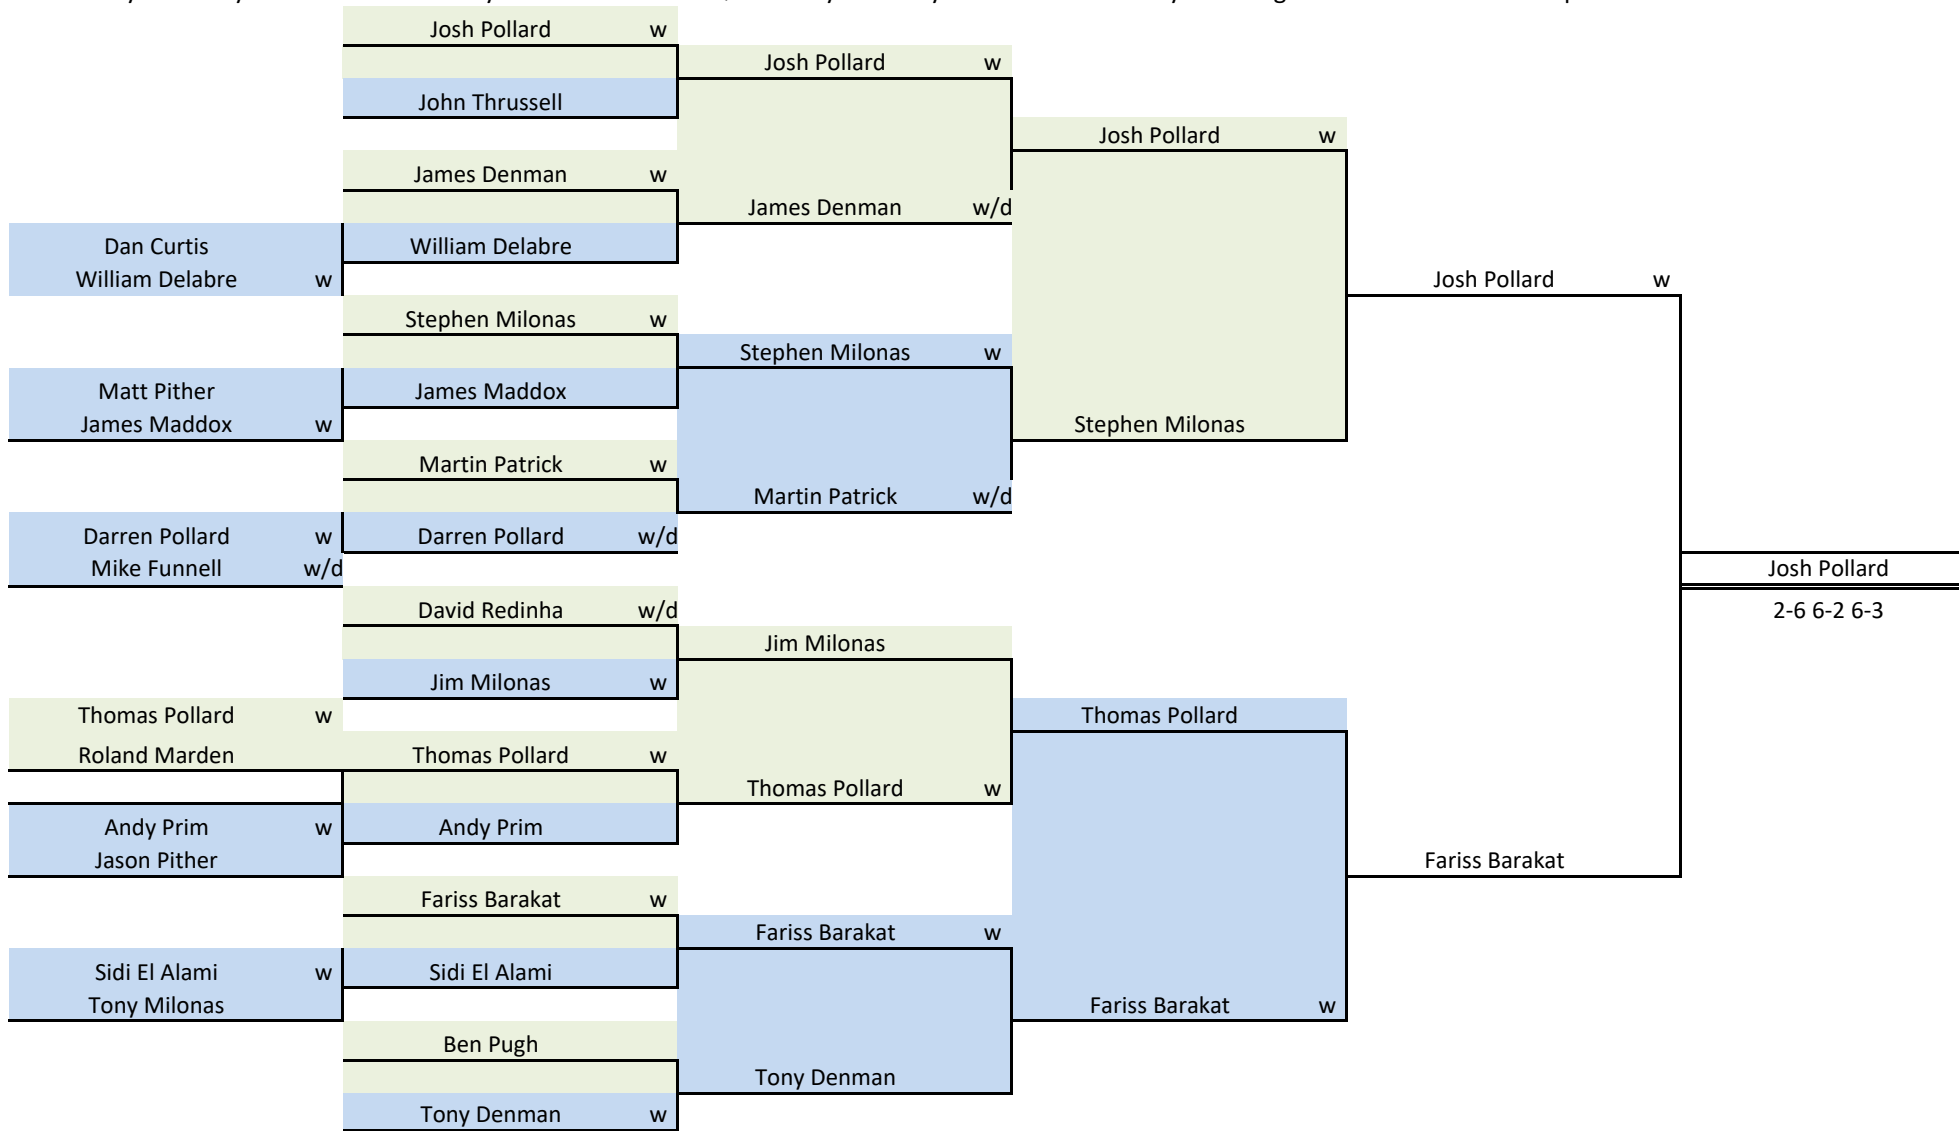 Josh Pollard w
John Thrussell
James Denman w
Dan Curtis
William Delabre w
William Delabre
Stephen Milonas w
Matt Pither
James Maddox w
James Maddox
Martin Patrick w
Darren Pollard w
Mike Funnell w/d
Darren Pollard w/d
David Redinha w/d
Jim Milonas w
Thomas Pollard w
Roland Marden
Thomas Pollard w
Andy Prim w
Jason Pither
Andy Prim
Fariss Barakat w
Sidi El Alami w
Tony Milonas
Sidi El Alami
Ben Pugh
Tony Denman w
Josh Pollard w
James Denman w/d
Stephen Milonas w
Martin Patrick w/d
Jim Milonas
Thomas Pollard w
Fariss Barakat w
Tony Denman
Josh Pollard w
Stephen Milonas
Thomas Pollard
Fariss Barakat w
Josh Pollard w
Fariss Barakat
Josh Pollard
2-6 6-2 6-3